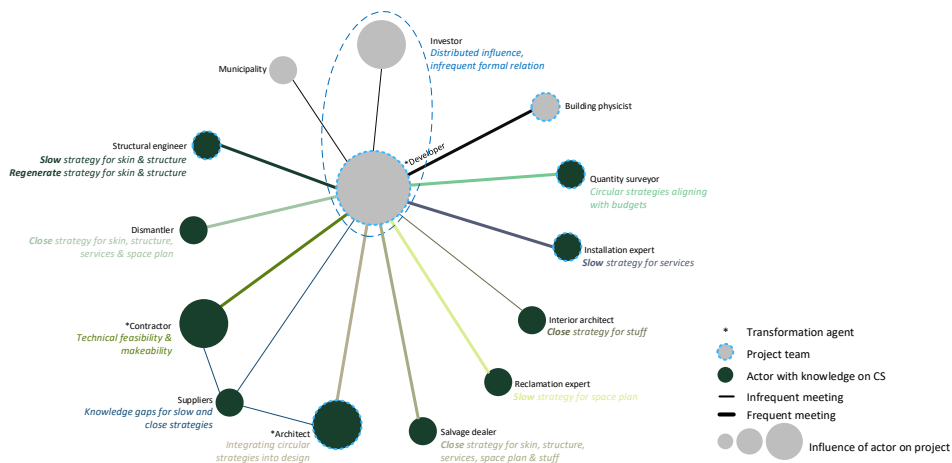 Investor
Distributed influence,
infrequent formal relation
Municipality
Building physicist
*Developer
Structural engineer
Slow strategy for skin & structure
Regenerate strategy for skin & structure
Quantity surveyor
Circular strategies aligning
with budgets
Dismantler
Close strategy for skin, structure,
services & space plan
Installation expert
Slow strategy for services
*Contractor
Technical feasibility &
makeability
Interior architect
Close strategy for stuff
Suppliers
Knowledge gaps for slow and
close strategies
Reclamation expert
Slow strategy for space plan
*Architect
Integrating circular
strategies into design
Salvage dealer
Close strategy for skin, structure,
services, space plan & stuff
* Transformation agent
Project team
Actor with knowledge on CS
Infrequent meeting
Frequent meeting
Influence of actor on project